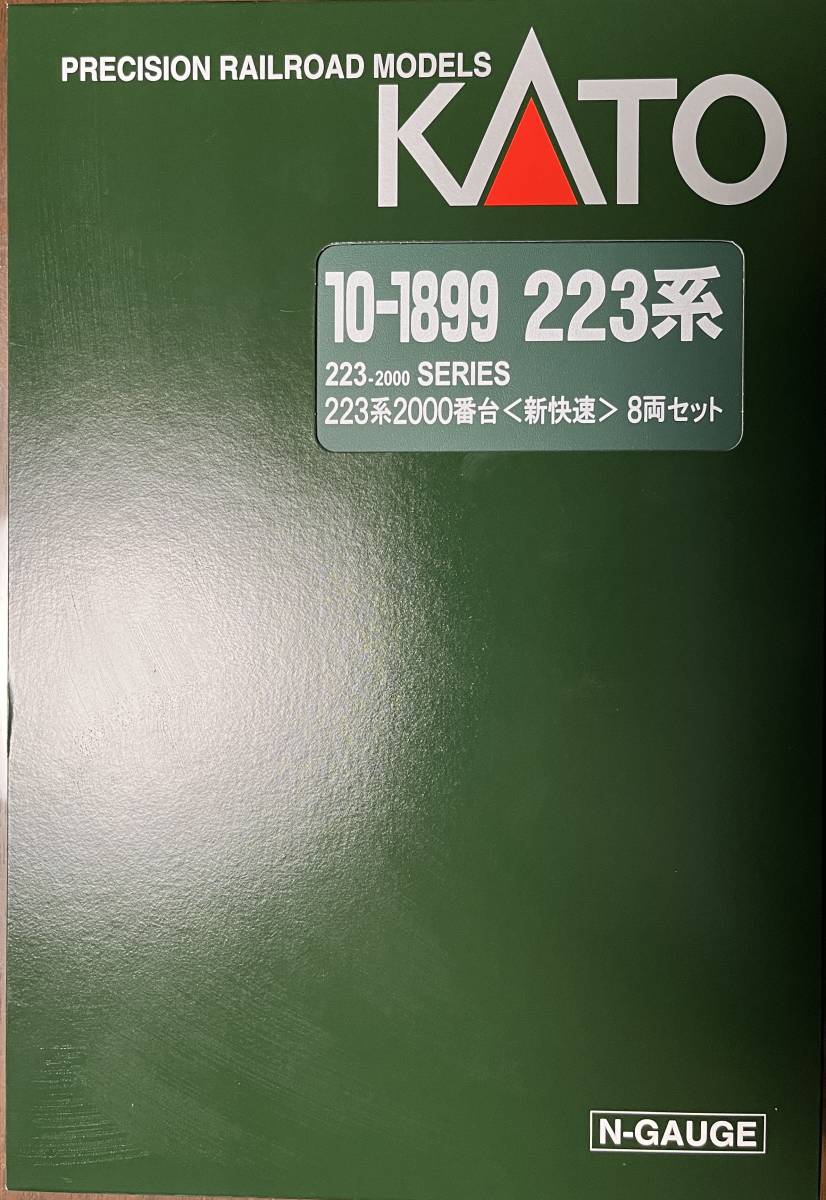 PRECISION RAILROAD MODELS
KATO
10-1899 223系
223-2000 SERIES
223系2000番台<新快速> 8両セット
N-GAUGE